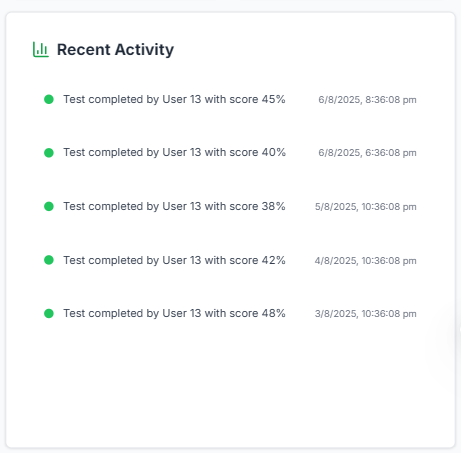 Recent Activity
Test completed by User 13 with score 45% 6/8/2025, 8:36:08 pm
Test completed by User 13 with score 40% 6/8/2025, 6:36:08 pm
Test completed by User 13 with score 38% 5/8/2025, 10:36:08 pm
Test completed by User 13 with score 42% 4/8/2025, 10:36:08 pm
Test completed by User 13 with score 48% 3/8/2025, 10:36:08 pm